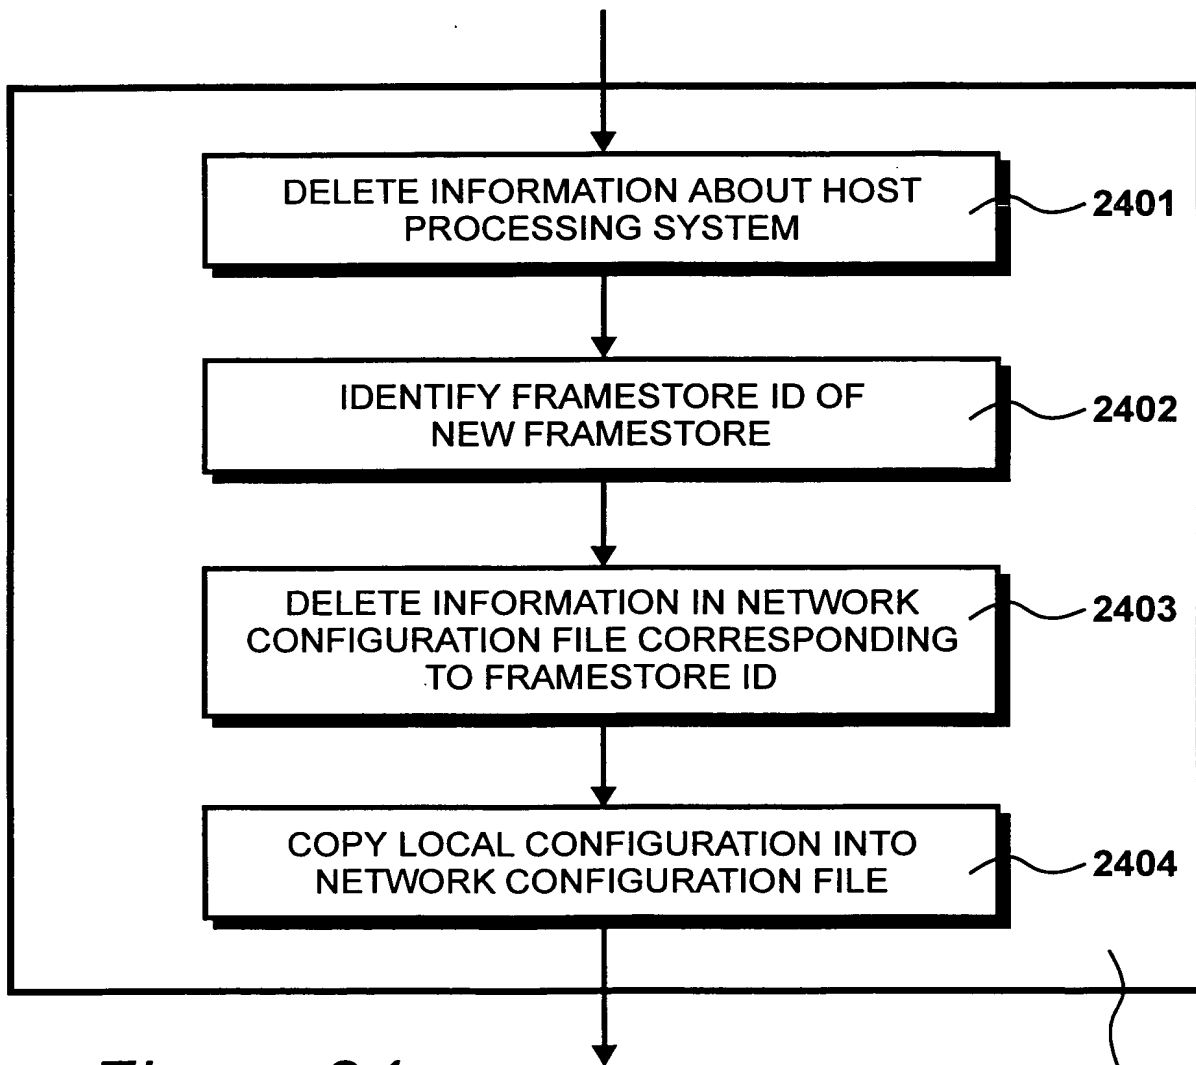 DELETE INFORMATION ABOUT HOST
PROCESSING SYSTEM
2401
IDENTIFY FRAMESTORE ID OF
NEW FRAMESTORE
2402
DELETE INFORMATION IN NETWORK
CONFIGURATION FILE CORRESPONDING
TO FRAMESTORE ID
2403
COPY LOCAL CONFIGURATION INTO
NETWORK CONFIGURATION FILE
2404